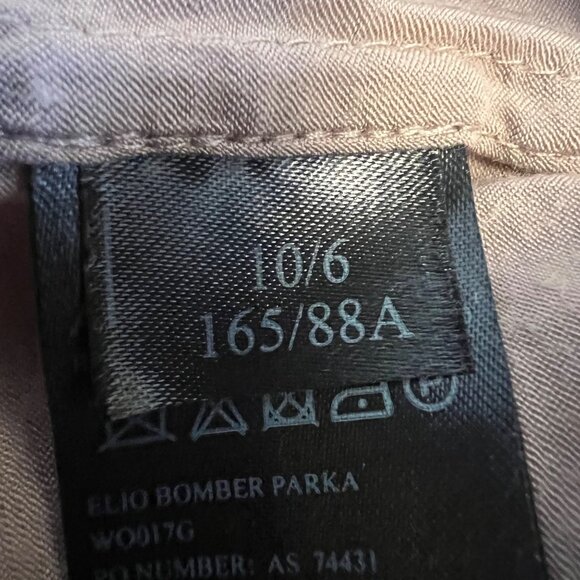 10/6
165/88A
ELIO BOMBER PARKA
WO017G
PO NUMBER: AS 74431